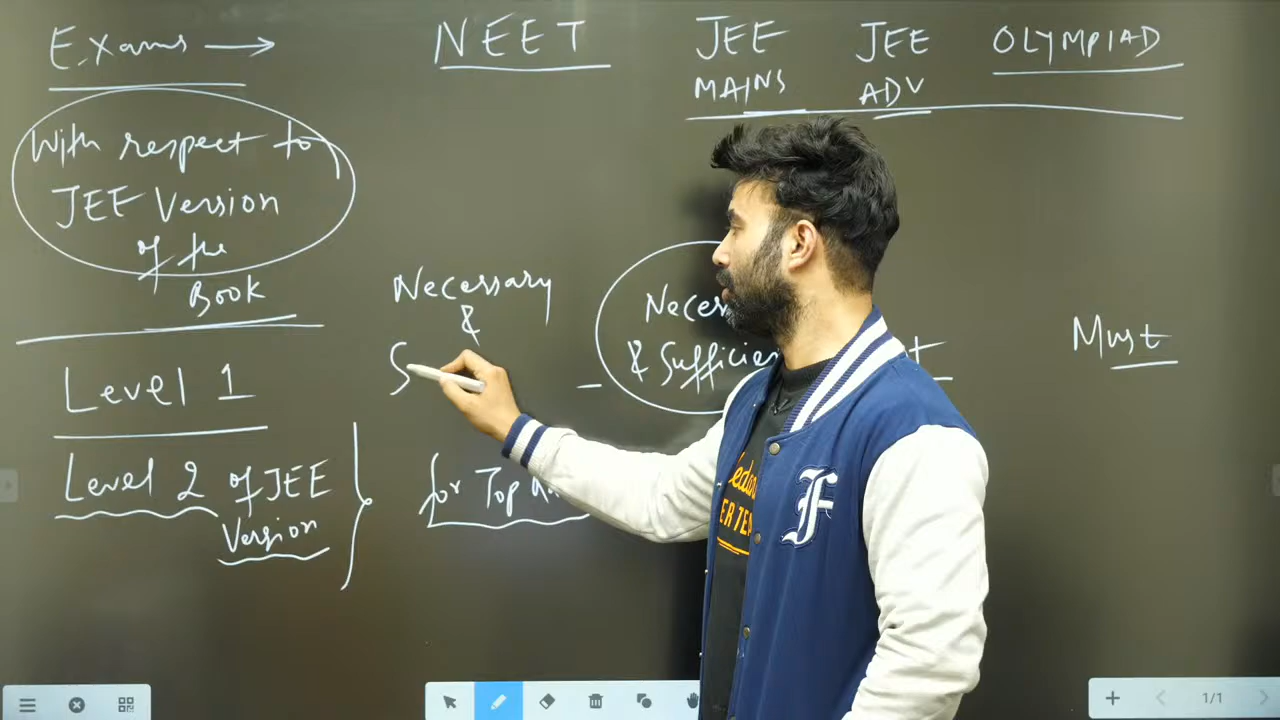 Exams → NEET JEE MAINS JEE ADV OLYMPIAD
With respect to
JEE Version
of the
Book
Necessary
&
S
& Sufficien
Must
Level 1
Level 2 of JEE
Version
for Top
F
ERTE
1/1